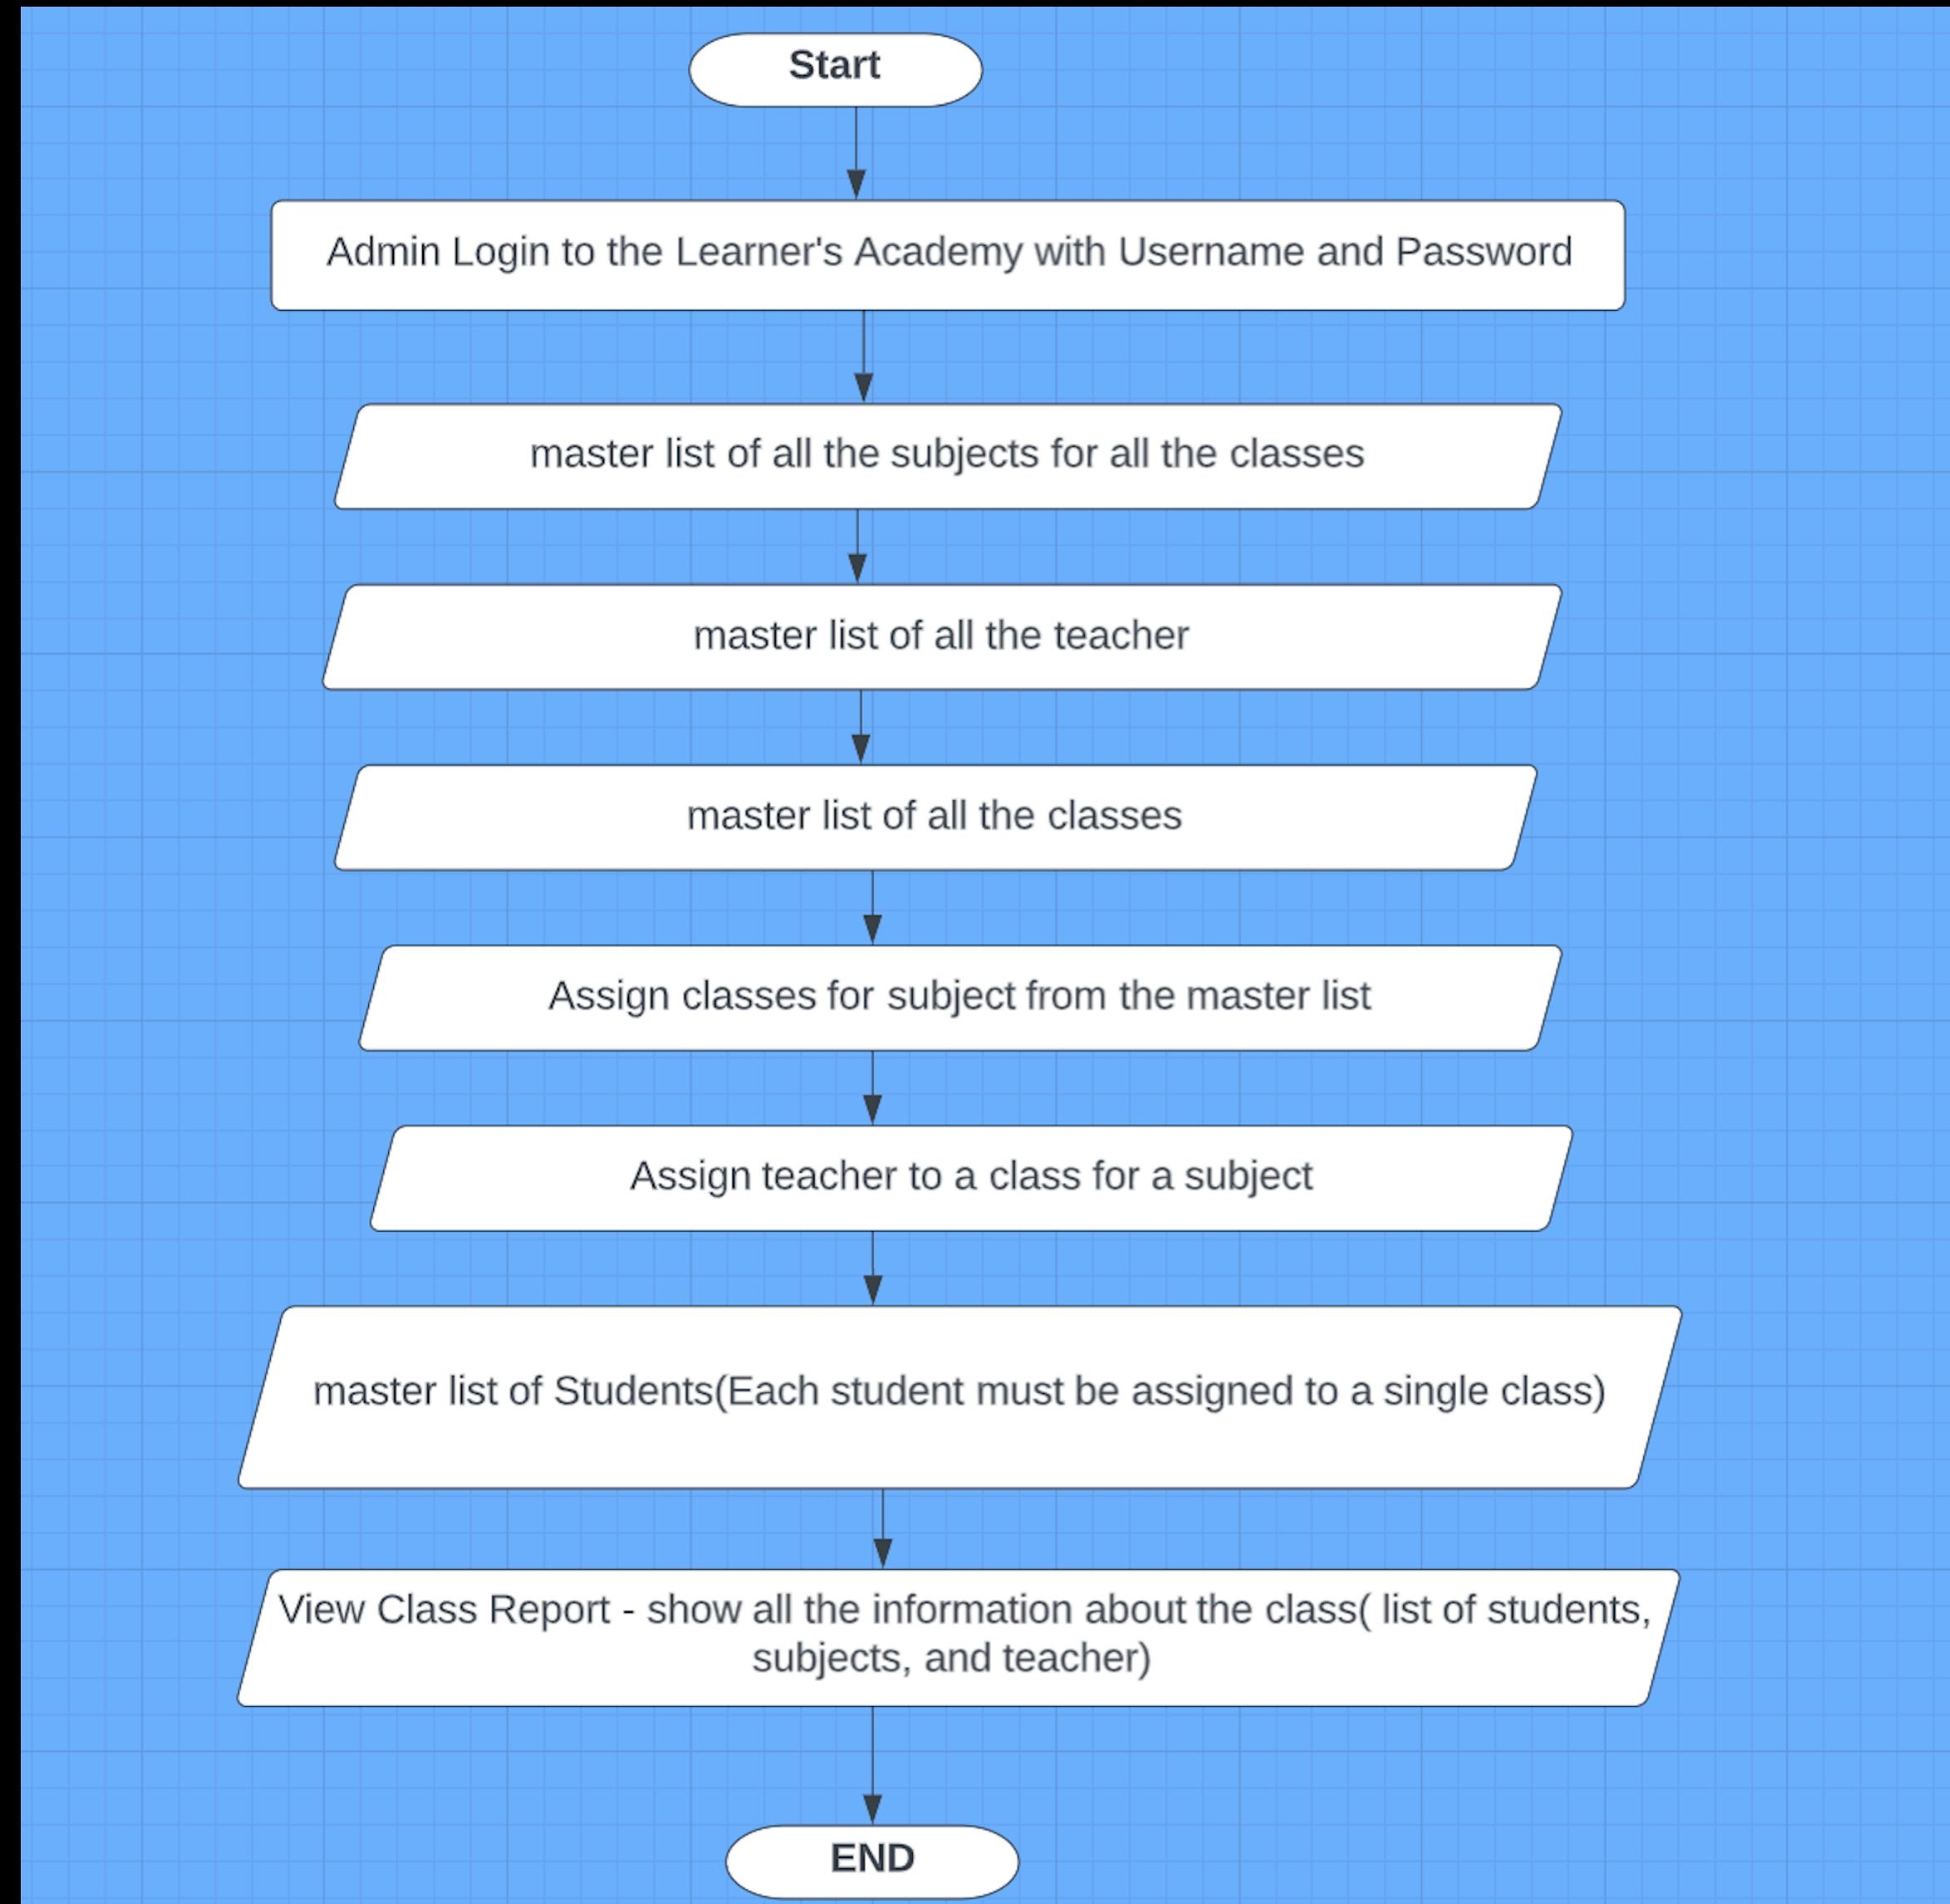 Start
Admin Login to the Learner's Academy with Username and Password
master list of all the subjects for all the classes
master list of all the teacher
master list of all the classes
Assign classes for subject from the master list
Assign teacher to a class for a subject
master list of Students(Each student must be assigned to a single class)
View Class Report - show all the information about the class( list of students,
subjects, and teacher)
END